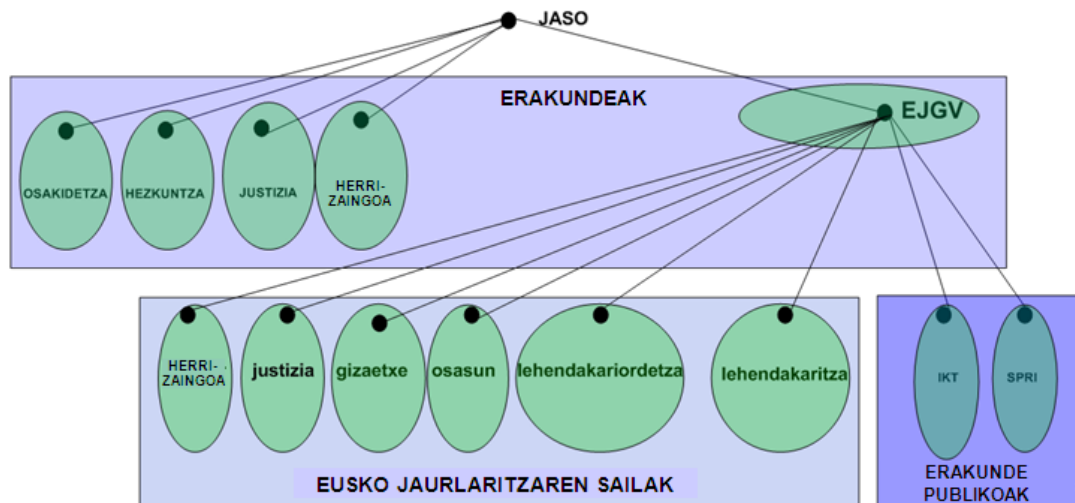 JASO
ERAKUNDEAK
EJGV
OSAKIDETZA
HEZKUNTZA
JUSTIZIA
HERRI-
ZAINGOA
HERRI-
ZAINGOA
justizia
gizaetxe
osasun
lehendakariordetza
lehendakaritza
IKT
SPRI
EUSKO JAURLARITZAREN SAILAK
ERAKUNDE
PUBLIKOAK